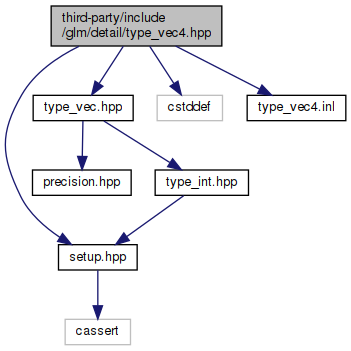 third-party/include
/glm/detail/type_vec4.hpp
type_vec.hpp
cstddef
type_vec4.inl
precision.hpp
type_int.hpp
setup.hpp
cassert